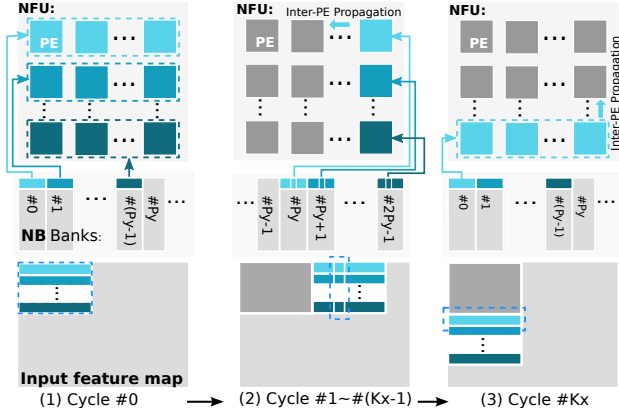 NFU:
PE
...
...
...
#0
#1
...
#(Py-1)
#Py
...
NB Banks:
Input feature map
(1) Cycle #0
NFU:
Inter-PE Propagation
PE
...
...
...
...
#Py-1
#Py
#Py+1
...
#2Py-1
(2) Cycle #1~#(Kx-1)
NFU:
PE
...
...
...
Inter-PE Propagation
#0
#1
...
#(Py-1)
#Py
...
(3) Cycle #Kx